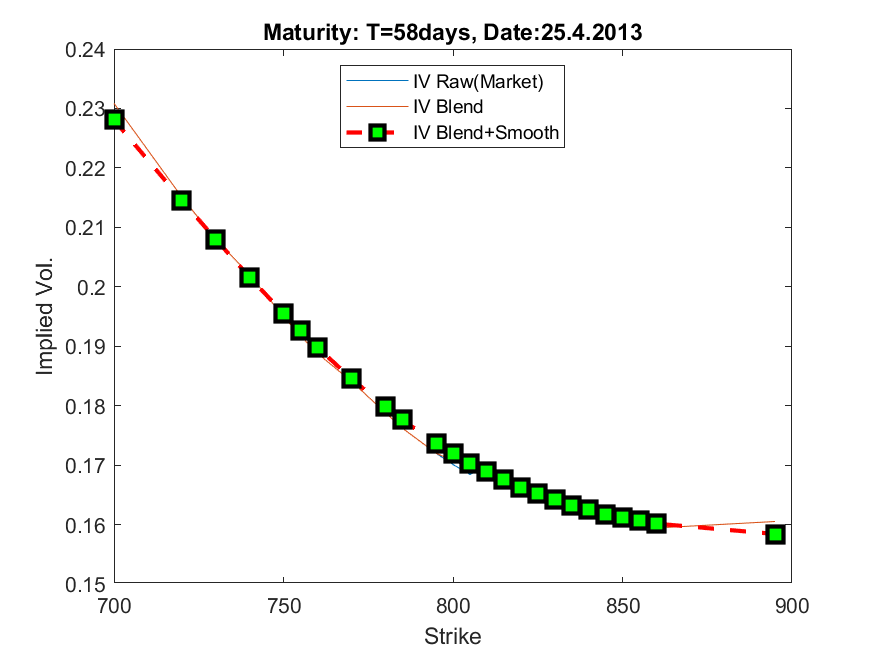 Maturity: T=58days, Date:25.4.2013
0.24
0.23
0.22
0.21
0.2
0.19
0.18
0.17
0.16
0.15
Implied Vol.
IV Raw(Market)
IV Blend
IV Blend+Smooth
700
750
800
850
900
Strike